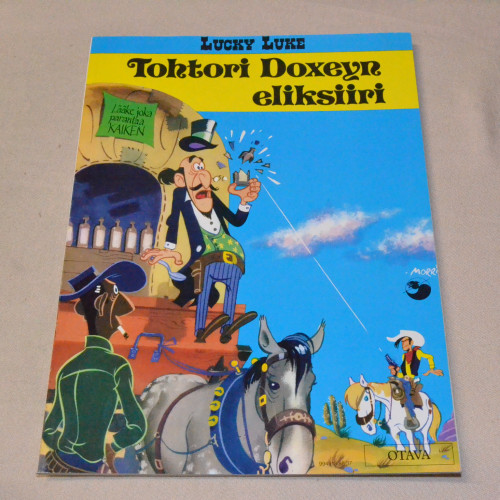 LUCKY LUKE
Tohtori Doxeyn
eliksiiri
Lääke, joka
parantaa
KAIKEN
MORRIS
OTAVA